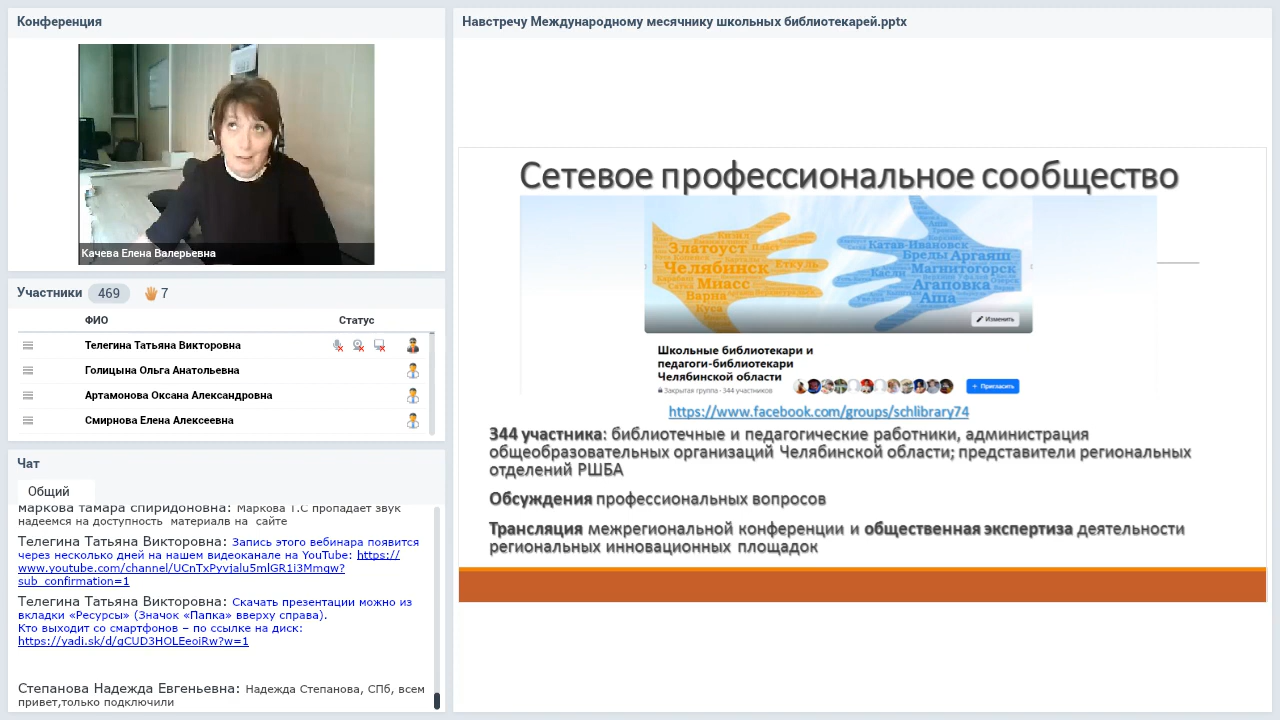 Конференция
Качева Елена Валерьевна
Участники 469 7
ФИО Статус
Телегина Татьяна Викторовна
Голицына Ольга Анатольевна
Артамонова Оксана Александровна
Смирнова Елена Алексеевна
Чат
Общий
маркова тамара спиридоновна: Маркова Т.С пропадает звук
надеемся на доступность материалв на сайте
Телегина Татьяна Викторовна: Запись этого вебинара появится
через несколько дней на нашем видеоканале на YouTube: https://
www.youtube.com/channel/UCnTxPyvjalu5mlGR1i3Mmqw?
sub_confirmation=1
Телегина Татьяна Викторовна: Скачать презентации можно из
вкладки «Ресурсы» (Значок «Папка» вверху справа).
Кто выходит со смартфонов – по ссылке на диск:
https://yadi.sk/d/gCUD3HOLEeoiRw?w=1
Степанова Надежда Евгеньевна: Надежда Степанова, СПб, всем
привет,только подключили
Навстречу Международному месячнику школьных библиотекарей.pptx
Сетевое профессиональное сообщество
Златоуст
Челябинск
Еткуль
Миасс
Варна
Куса
Катав-Ивановск
Бреды Аргаяш
Касли Магнитогорск
Агаповка
Аша
Изменить
Школьные библиотекари и
педагоги-библиотекари
Челябинской области
Закрытая группа · 344 участников
+ Пригласить
https://www.facebook.com/groups/schlibrary74
344 участника: библиотечные и педагогические работники, администрация
общеобразовательных организаций Челябинской области; представители региональных
отделений РШБА
Обсуждения профессиональных вопросов
Трансляция межрегиональной конференции и общественная экспертиза деятельности
региональных инновационных площадок